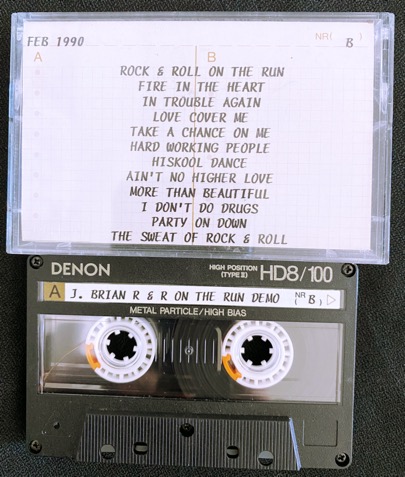 FEB 1990 NR( B
A B
ROCK & ROLL ON THE RUN
FIRE IN THE HEART
IN TROUBLE AGAIN
LOVE COVER ME
TAKE A CHANCE ON ME
HARD WORKING PEOPLE
HISKOOL DANCE
AIN'T NO HIGHER LOVE
MORE THAN BEAUTIFUL
I DON'T DO DRUGS
PARTY ON DOWN
THE SWEAT OF ROCK & ROLL
DENON HIGH POSITION (TYPE II) HD8/100
A J. BRIAN R & R ON THE RUN DEMO NR ( B )
METAL PARTICLE/HIGH BIAS